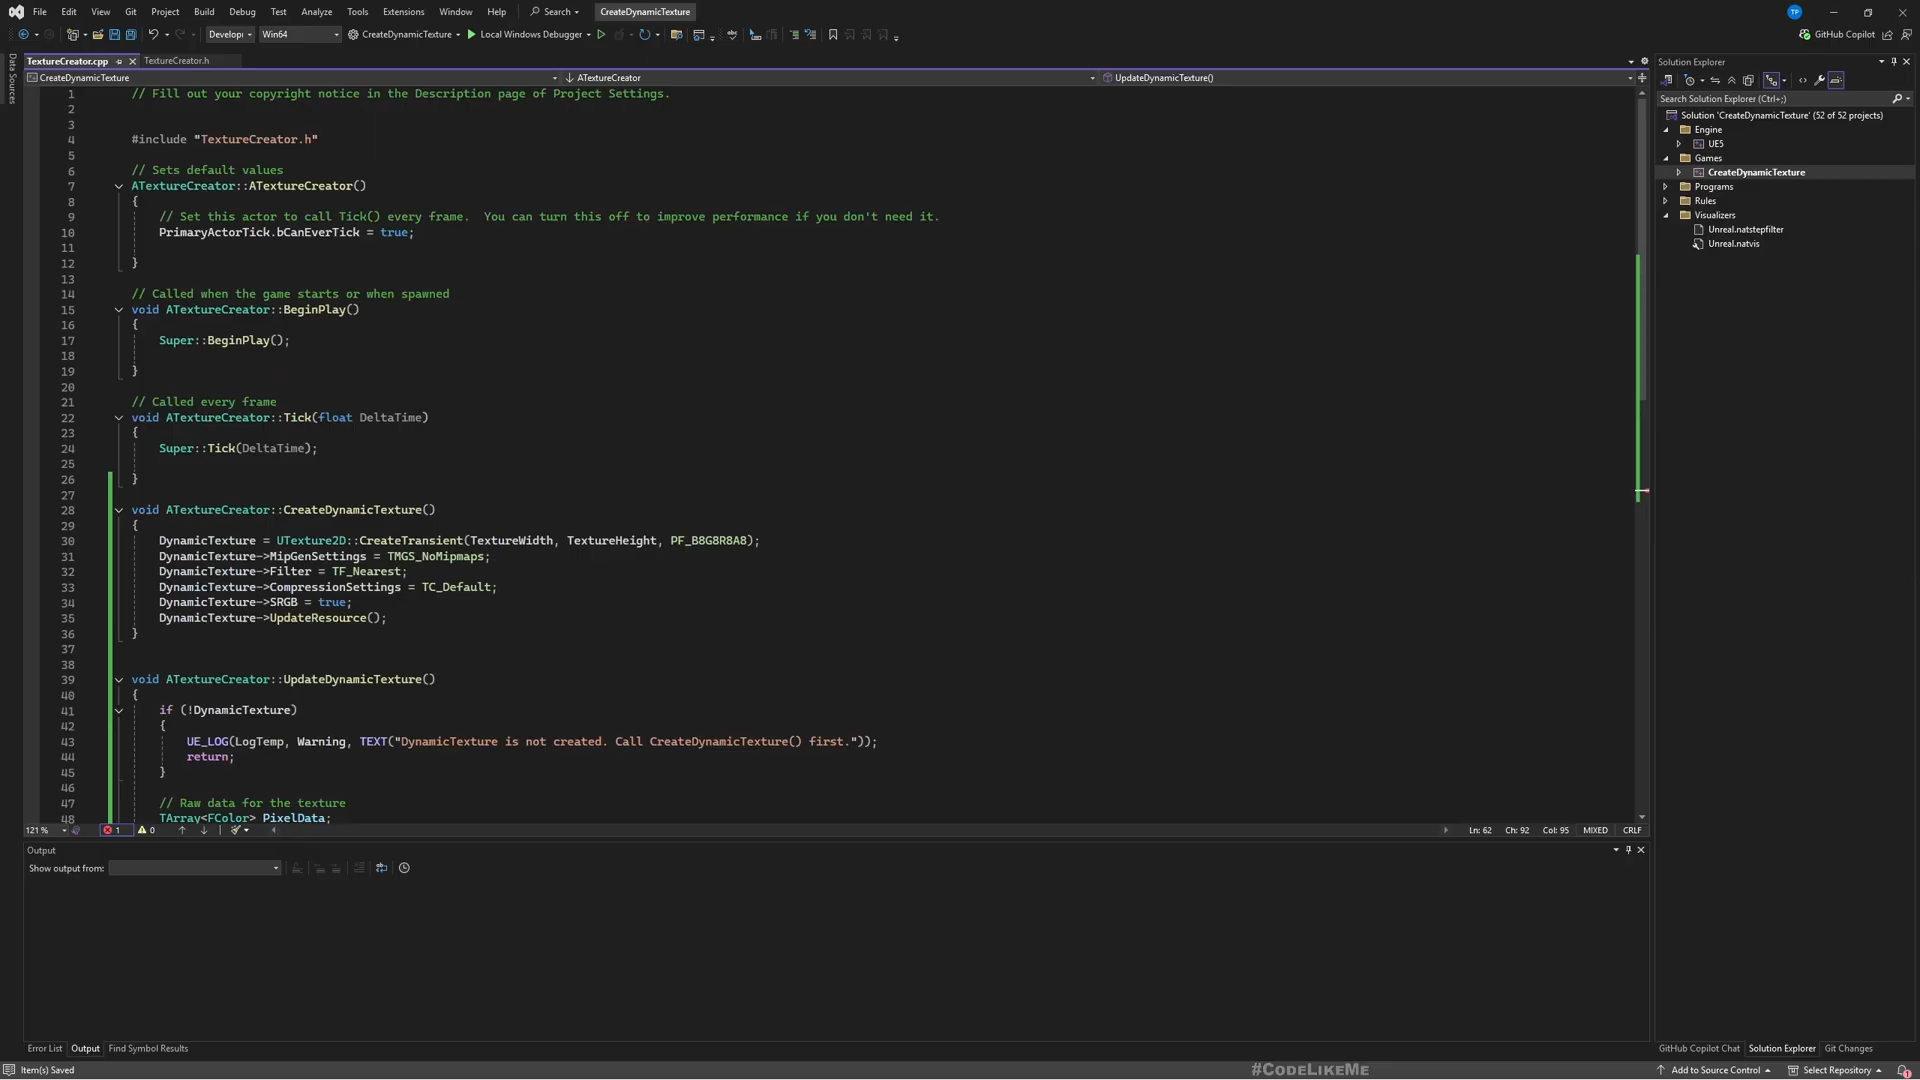 File Edit View Git Project Build Debug Test Analyze Tools Extensions Window Help Search CreateDynamicTexture TP
Develop Win64 CreateDynamicTexture Local Windows Debugger GitHub Copilot
Data Sources
TextureCreator.cpp TextureCreator.h
CreateDynamicTexture ATextureCreator UpdateDynamicTexture()
1 // Fill out your copyright notice in the Description page of Project Settings.
2
3
4 #include "TextureCreator.h"
5
6 // Sets default values
7 ATextureCreator::ATextureCreator()
8 {
9 // Set this actor to call Tick() every frame.  You can turn this off to improve performance if you don't need it.
10 PrimaryActorTick.bCanEverTick = true;
11
12 }
13
14 // Called when the game starts or when spawned
15 void ATextureCreator::BeginPlay()
16 {
17 Super::BeginPlay();
18
19 }
20
21 // Called every frame
22 void ATextureCreator::Tick(float DeltaTime)
23 {
24 Super::Tick(DeltaTime);
25
26 }
27
28 void ATextureCreator::CreateDynamicTexture()
29 {
30 DynamicTexture = UTexture2D::CreateTransient(TextureWidth, TextureHeight, PF_B8G8R8A8);
31 DynamicTexture->MipGenSettings = TMGS_NoMipmaps;
32 DynamicTexture->Filter = TF_Nearest;
33 DynamicTexture->CompressionSettings = TC_Default;
34 DynamicTexture->SRGB = true;
35 DynamicTexture->UpdateResource();
36 }
37
38
39 void ATextureCreator::UpdateDynamicTexture()
40 {
41 if (!DynamicTexture)
42 {
43 UE_LOG(LogTemp, Warning, TEXT("DynamicTexture is not created. Call CreateDynamicTexture() first."));
44 return;
45 }
46
47 // Raw data for the texture
48 TArray<FColor> PixelData;
121 % 1 0 Ln: 62 Ch: 92 Col: 95 MIXED CRLF
Output
Show output from:
Error List Output Find Symbol Results
Solution Explorer
Search Solution Explorer (Ctrl+;)
Solution 'CreateDynamicTexture' (52 of 52 projects)
Engine
UE5
Games
CreateDynamicTexture
Programs
Rules
Visualizers
Unreal.natstepfilter
Unreal.natvis
GitHub Copilot Chat Solution Explorer Git Changes
Item(s) Saved #CodeLikeMe Add to Source Control Select Repository 1